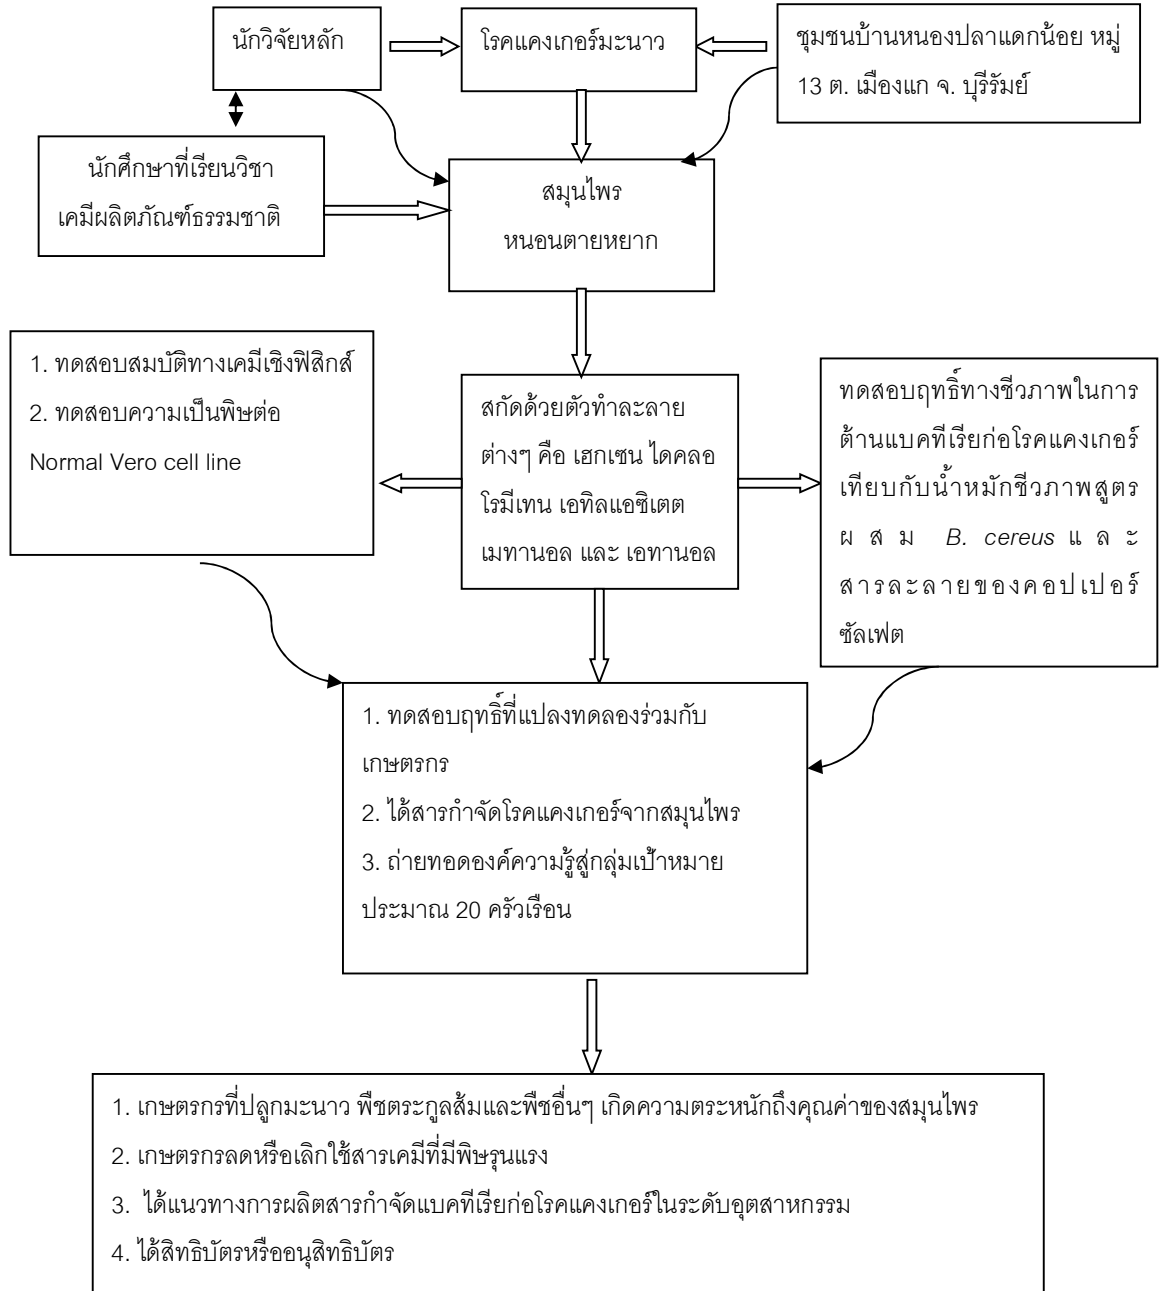 นักวิจัยหลัก
โรคแคงเกอร์มะนาว
ชุมชนบ้านหนองปลาแดกน้อย หมู่
13 ต. เมืองแก จ. บุรีรัมย์
นักศึกษาที่เรียนวิชา
เคมีผลิตภัณฑ์ธรรมชาติ
สมุนไพร
หนอนตายหยาก
1. ทดสอบสมบัติทางเคมีเชิงฟิสิกส์
2. ทดสอบความเป็นพิษต่อ
Normal Vero cell line
สกัดด้วยตัวทำละลาย
ต่างๆ คือ เฮกเซน ไดคลอ
โรมีเทน เอทิลแอซิเตต
เมทานอล และ เอทานอล
ทดสอบฤทธิ์ทางชีวภาพในการ
ต้านแบคทีเรียก่อโรคแคงเกอร์
เทียบกับน้ำหมักชีวภาพสูตร
ผสม B. cereus และ
สารละลายของคอปเปอร์
ซัลเฟต
1. ทดสอบฤทธิ์ที่แปลงทดลองร่วมกับ
เกษตรกร
2. ได้สารกำจัดโรคแคงเกอร์จากสมุนไพร
3. ถ่ายทอดองค์ความรู้สู่กลุ่มเป้าหมาย
ประมาณ 20 ครัวเรือน
1. เกษตรกรที่ปลูกมะนาว พืชตระกูลส้มและพืชอื่นๆ เกิดความตระหนักถึงคุณค่าของสมุนไพร
2. เกษตรกรลดหรือเลิกใช้สารเคมีที่มีพิษรุนแรง
3. ได้แนวทางการผลิตสารกำจัดแบคทีเรียก่อโรคแคงเกอร์ในระดับอุตสาหกรรม
4. ได้สิทธิบัตรหรืออนุสิทธิบัตร